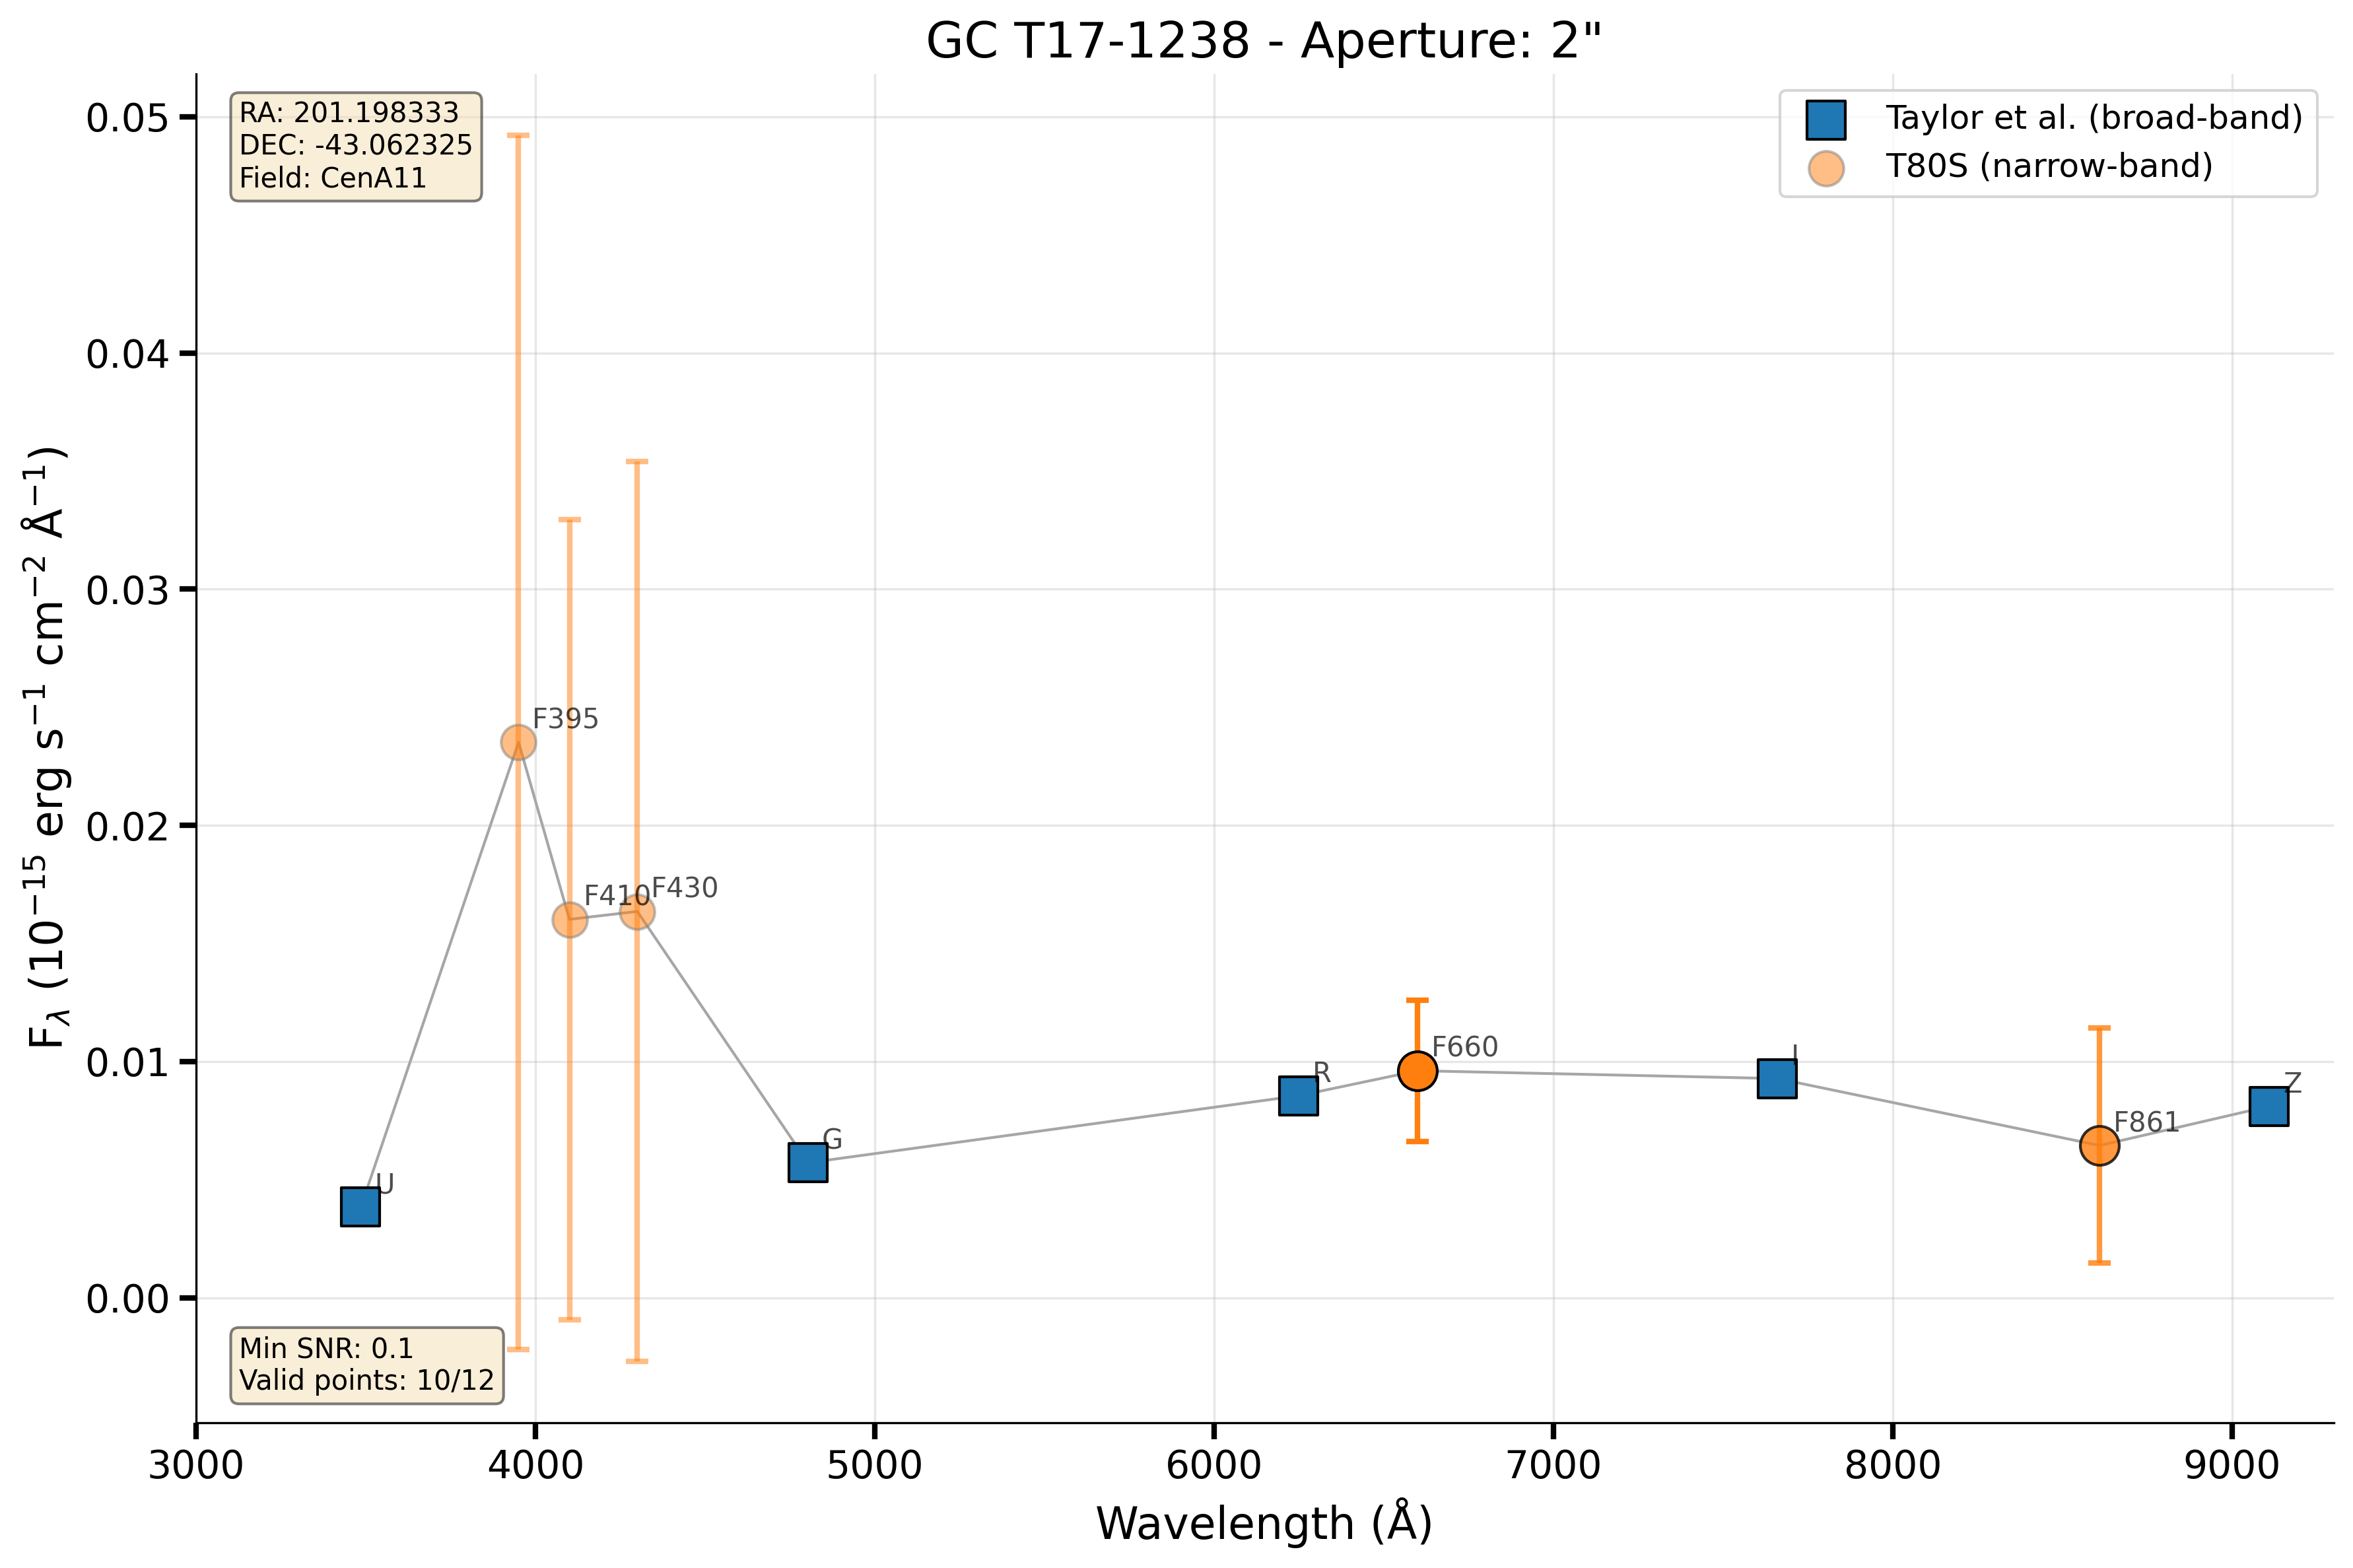 GC T17-1238 - Aperture: 2"
RA: 201.198333
DEC: -43.062325
Field: CenA11
Taylor et al. (broad-band)
T80S (narrow-band)
0.05
0.04
0.03
0.02
0.01
0.00
F_λ (10⁻¹⁵ erg s⁻¹ cm⁻² Å⁻¹)
F395
F410
F430
U
G
R
F660
I
F861
Z
Min SNR: 0.1
Valid points: 10/12
3000 4000 5000 6000 7000 8000 9000
Wavelength (Å)